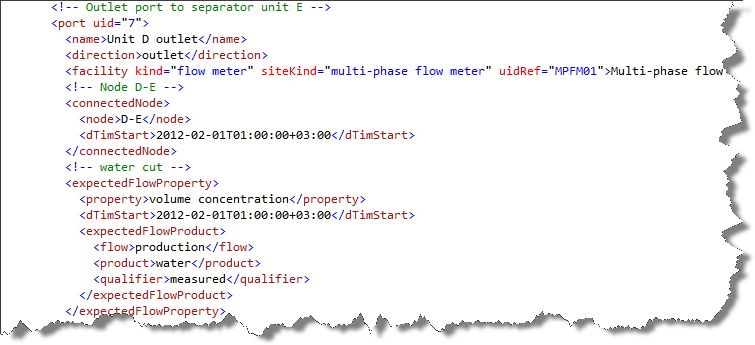 <!-- Outlet port to separator unit E -->
<port uid="7">
<name>Unit D outlet</name>
<direction>outlet</direction>
<facility kind="flow meter" siteKind="multi-phase flow meter" uidRef="MPFM01">Multi-phase flow
<!-- Node D-E -->
<connectedNode>
<node>D-E</node>
<dTimStart>2012-02-01T01:00:00+03:00</dTimStart>
</connectedNode>
<!-- water cut -->
<expectedFlowProperty>
<property>volume concentration</property>
<dTimStart>2012-02-01T01:00:00+03:00</dTimStart>
<expectedFlowProduct>
<flow>production</flow>
<product>water</product>
<qualifier>measured</qualifier>
</expectedFlowProduct>
</expectedFlowProperty>